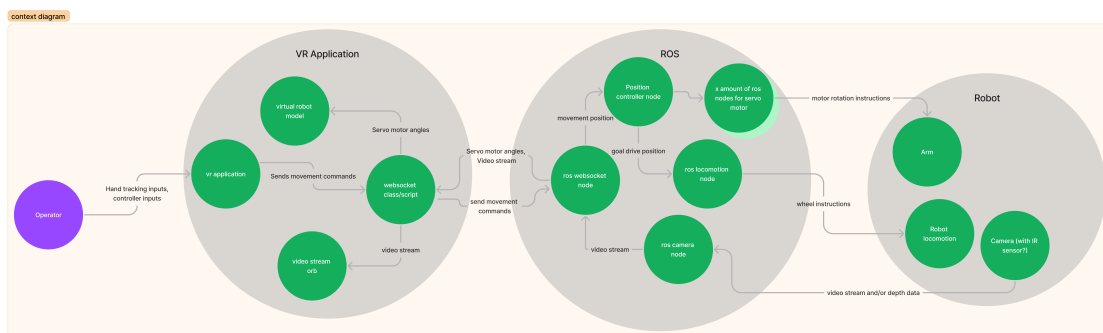 context diagram
VR Application
ROS
Robot
Operator
Hand tracking inputs,
controller inputs
vr application
virtual robot
model
Servo motor angles
Sends movement commands
websocket
class/script
video stream
video stream
orb
Servo motor angles,
Video stream
send movement
commands
ros websocket
node
movement position
Position
controller node
x amount of ros
nodes for servo
motor
goal drive position
ros locomotion
node
video stream
ros camera
node
motor rotation instructions
wheel instructions
video stream and/or depth data
Arm
Robot
locomotion
Camera (with IR
sensor?)